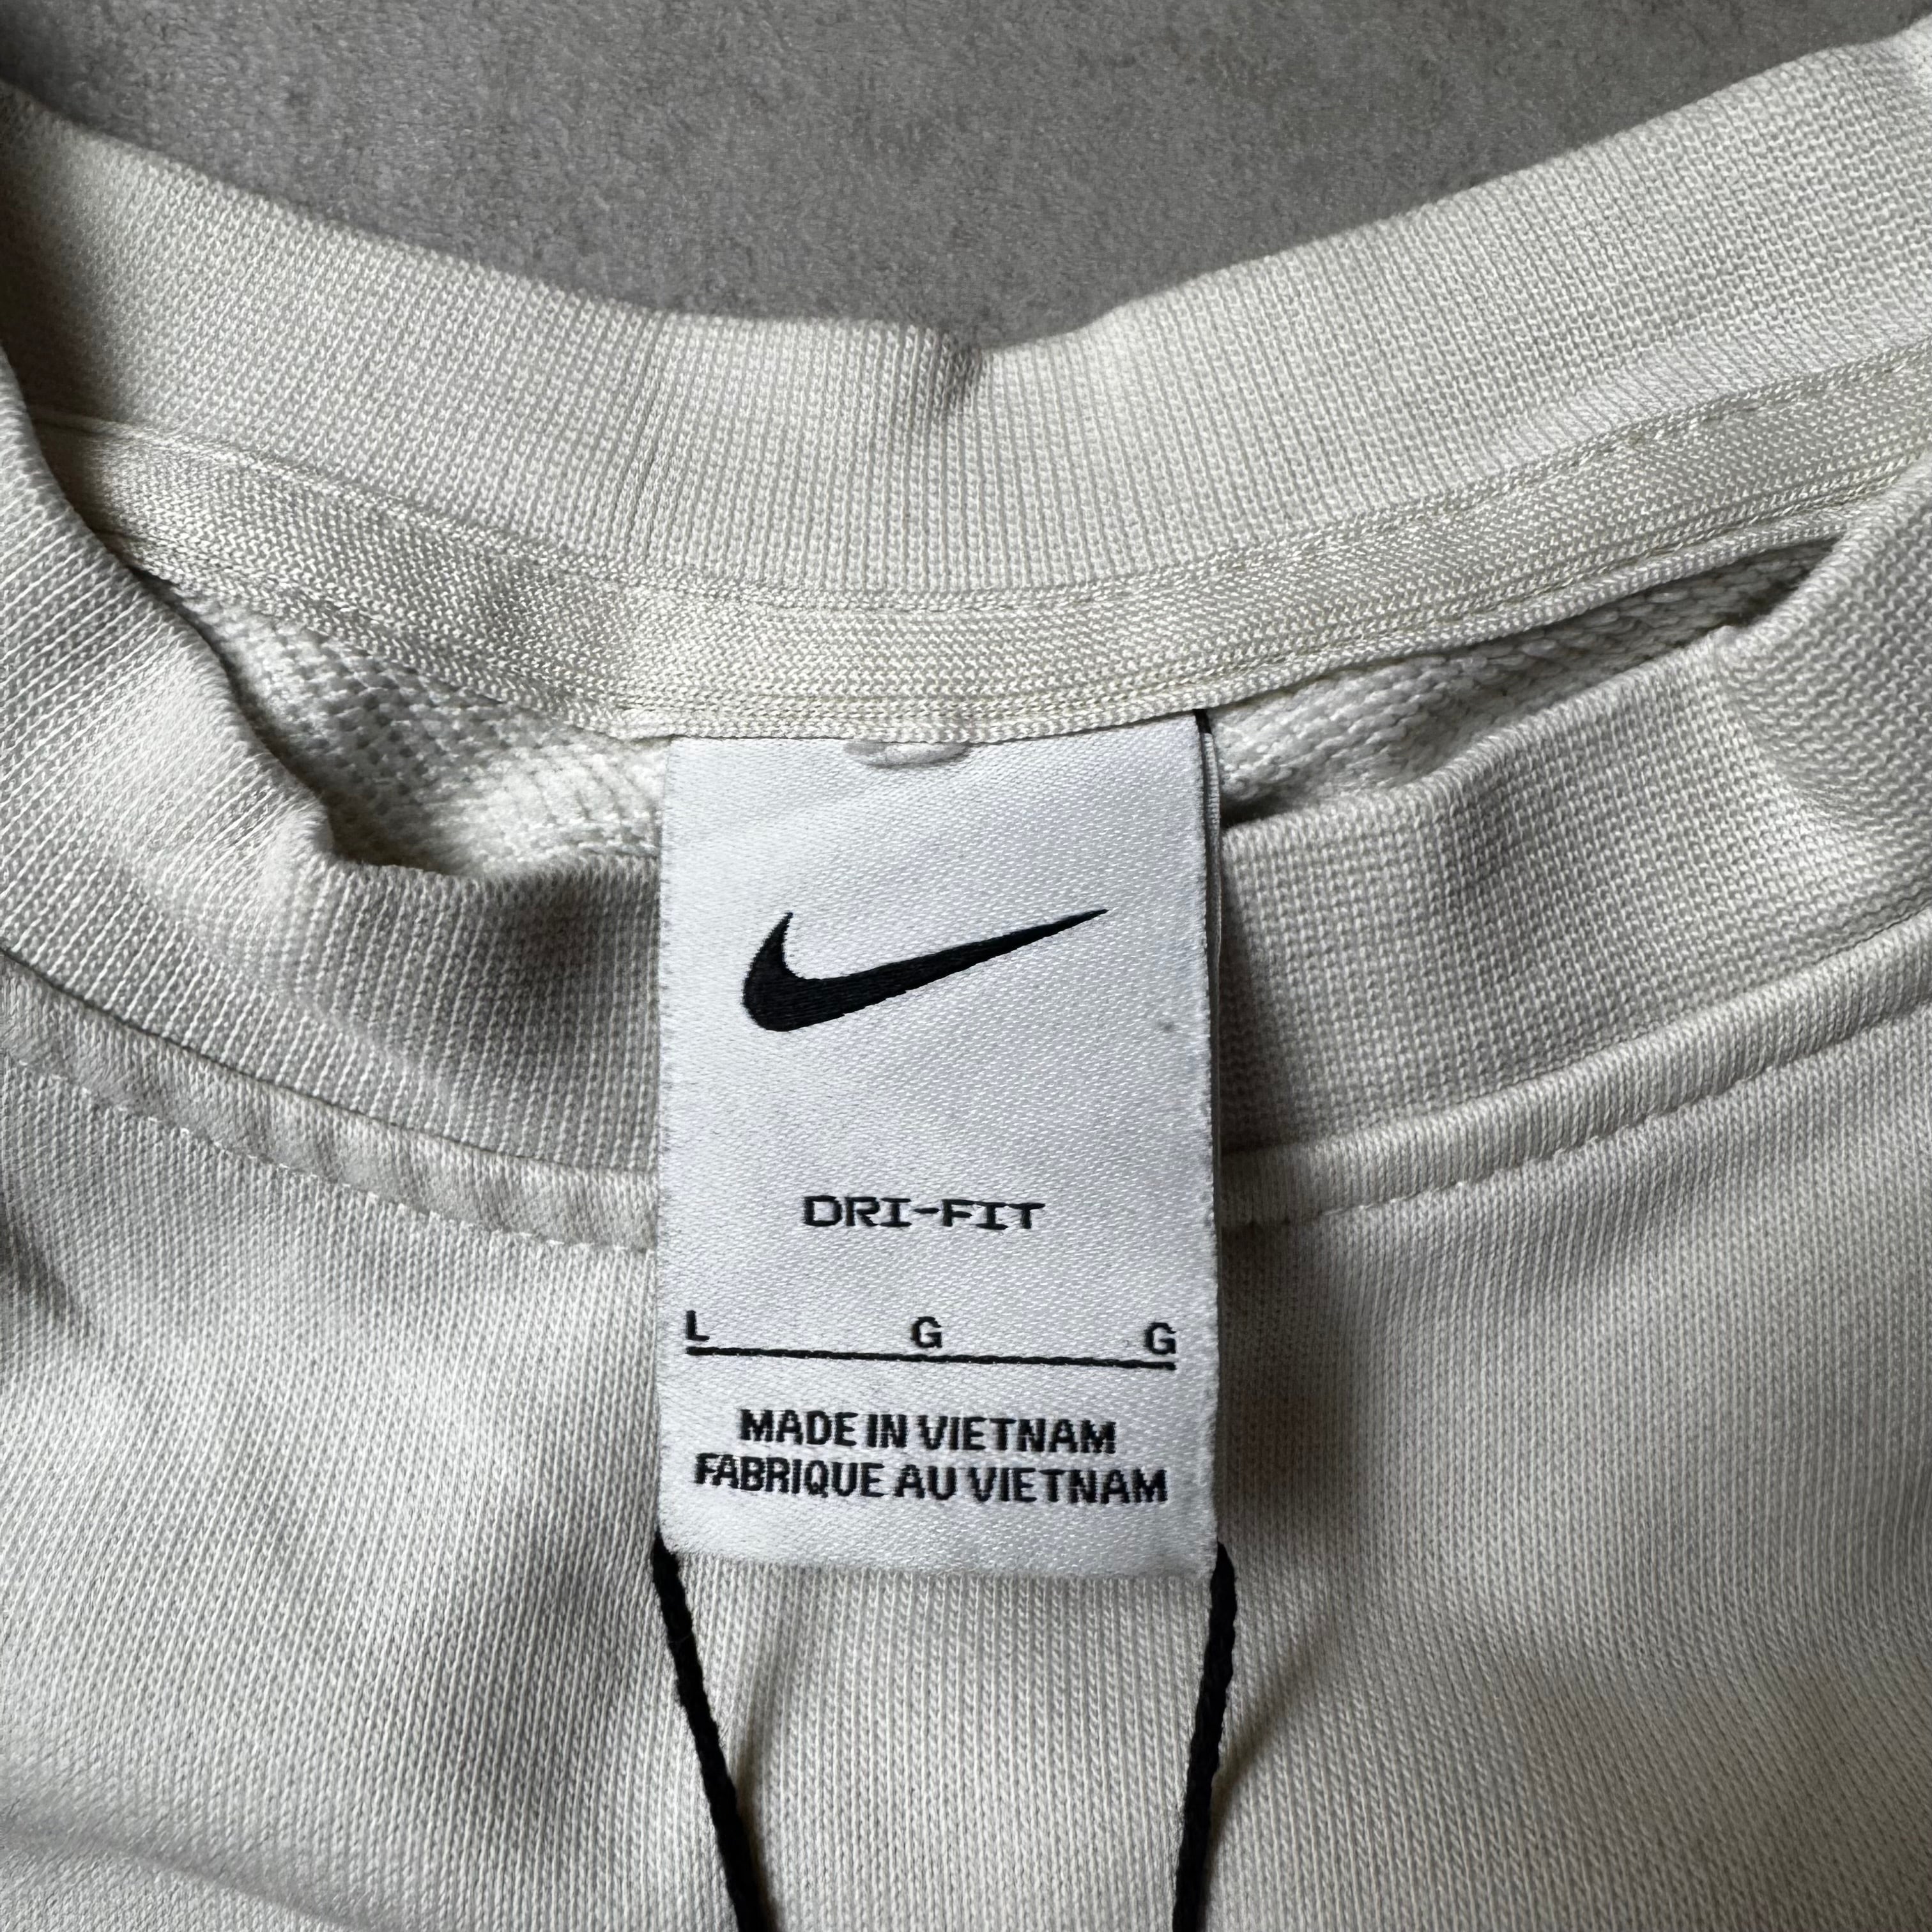 DRI-FIT
L G G
MADE IN VIETNAM
FABRIQUE AU VIETNAM